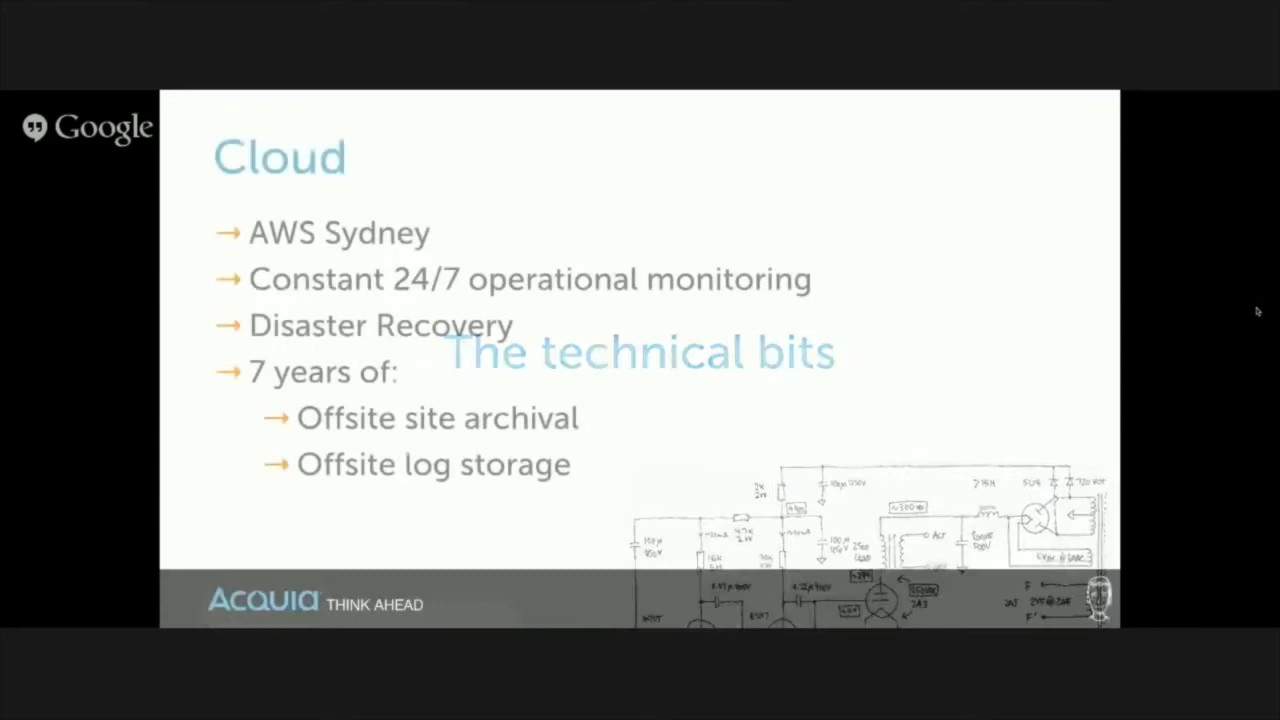 Google
Cloud
→ AWS Sydney
→ Constant 24/7 operational monitoring
→ Disaster Recovery
The technical bits
→ 7 years of:
→ Offsite site archival
→ Offsite log storage
ACQUIA THINK AHEAD